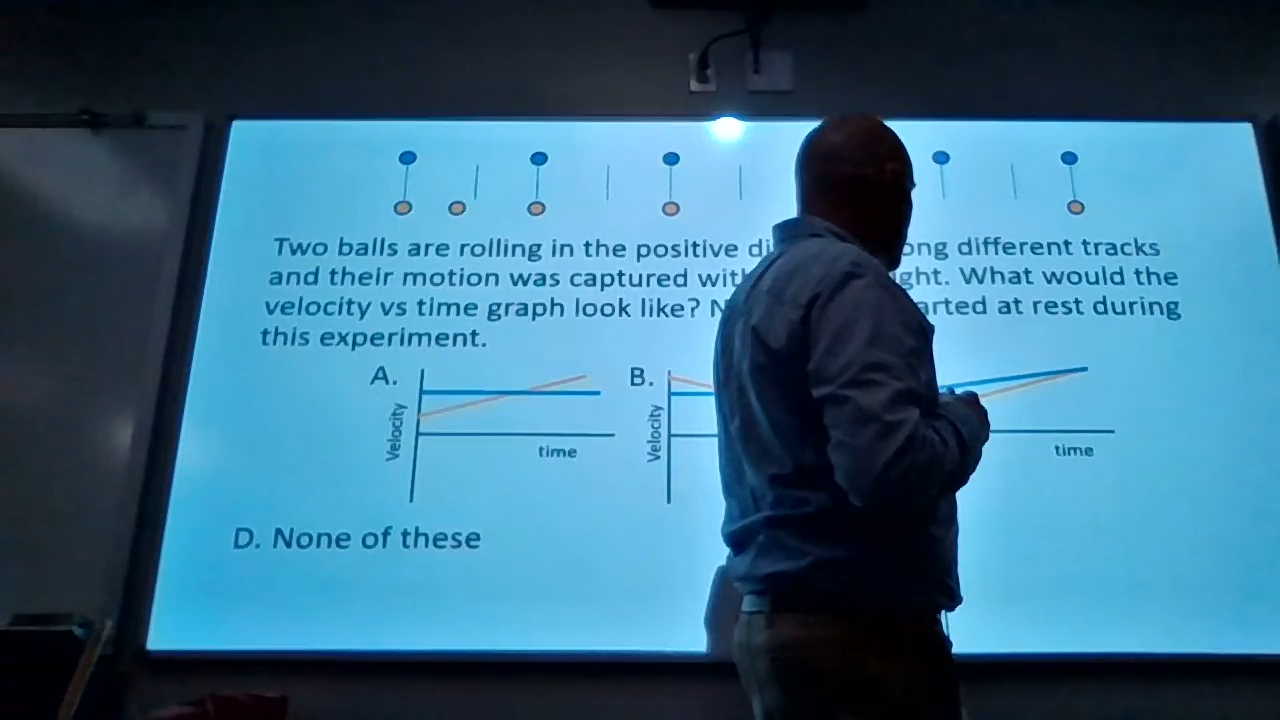 Two balls are rolling in the positive di ong different tracks
and their motion was captured wit ght. What would the
velocity vs time graph look like? N arted at rest during
this experiment.
A. B.
Velocity time Velocity time
D. None of these